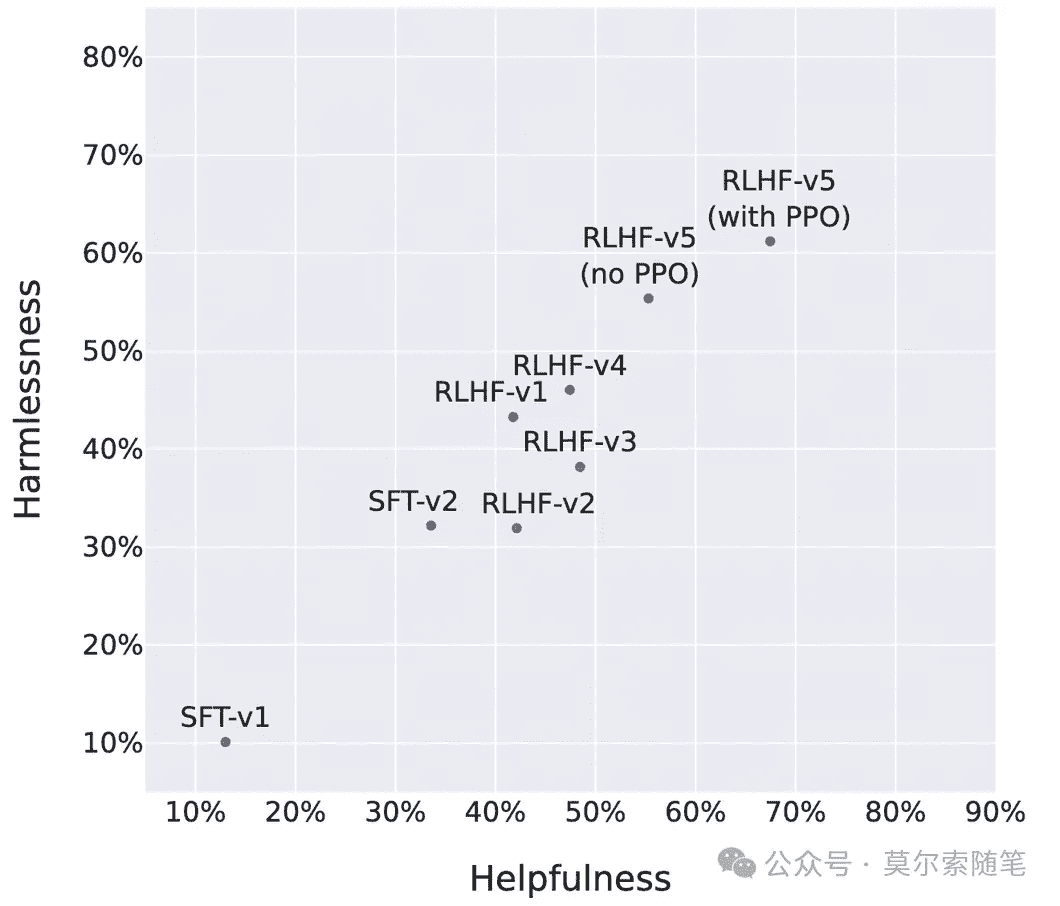 Harmlessness
80%
70%
60%
50%
40%
30%
20%
10%
RLHF-v5
(with PPO)
RLHF-v5
(no PPO)
RLHF-v4
RLHF-v1
RLHF-v3
SFT-v2
RLHF-v2
SFT-v1
10%
20%
30%
40%
50%
60%
70%
80%
90%
Helpfulness
公众号 · 莫尔索随笔